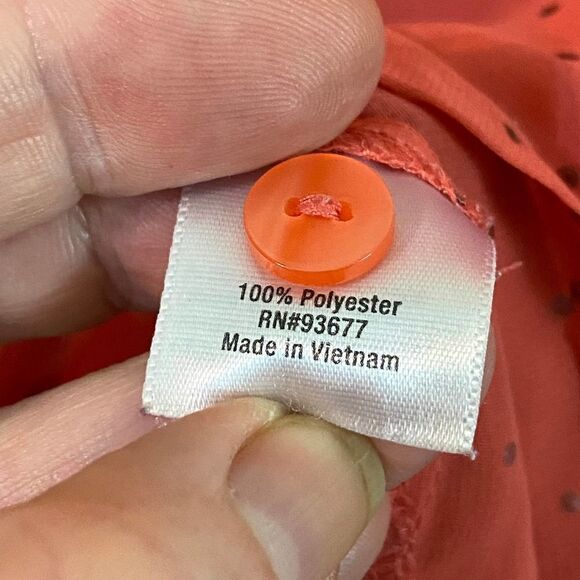 100% Polyester
RN#93677
Made in Vietnam